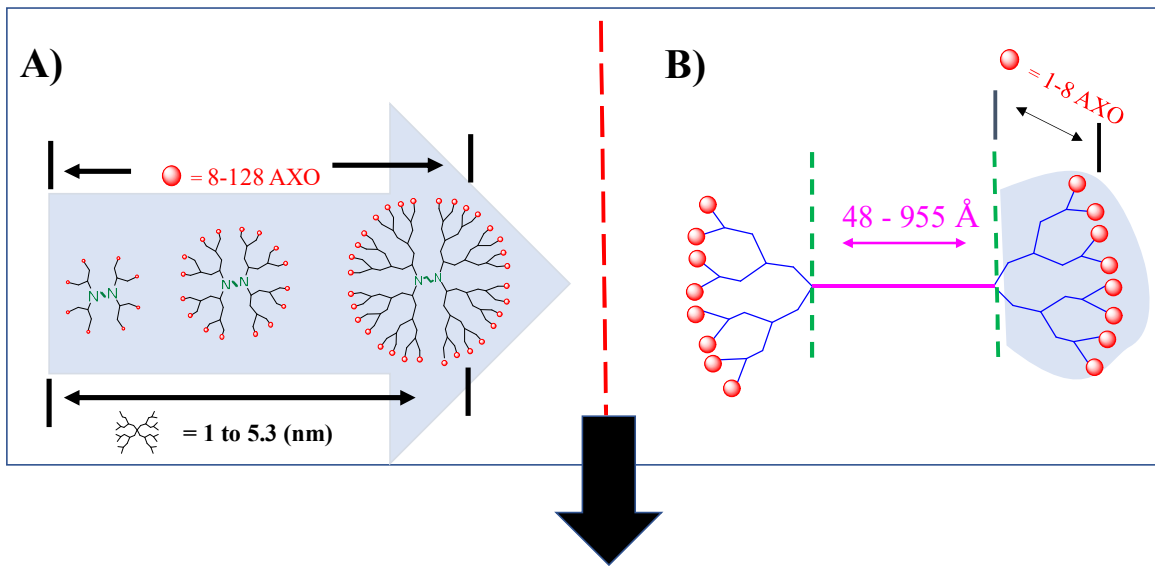 A)
= 8-128 AXO
N N
N N
N N
= 1 to 5.3 (nm)
B)
= 1-8 AXO
48 - 955 Å